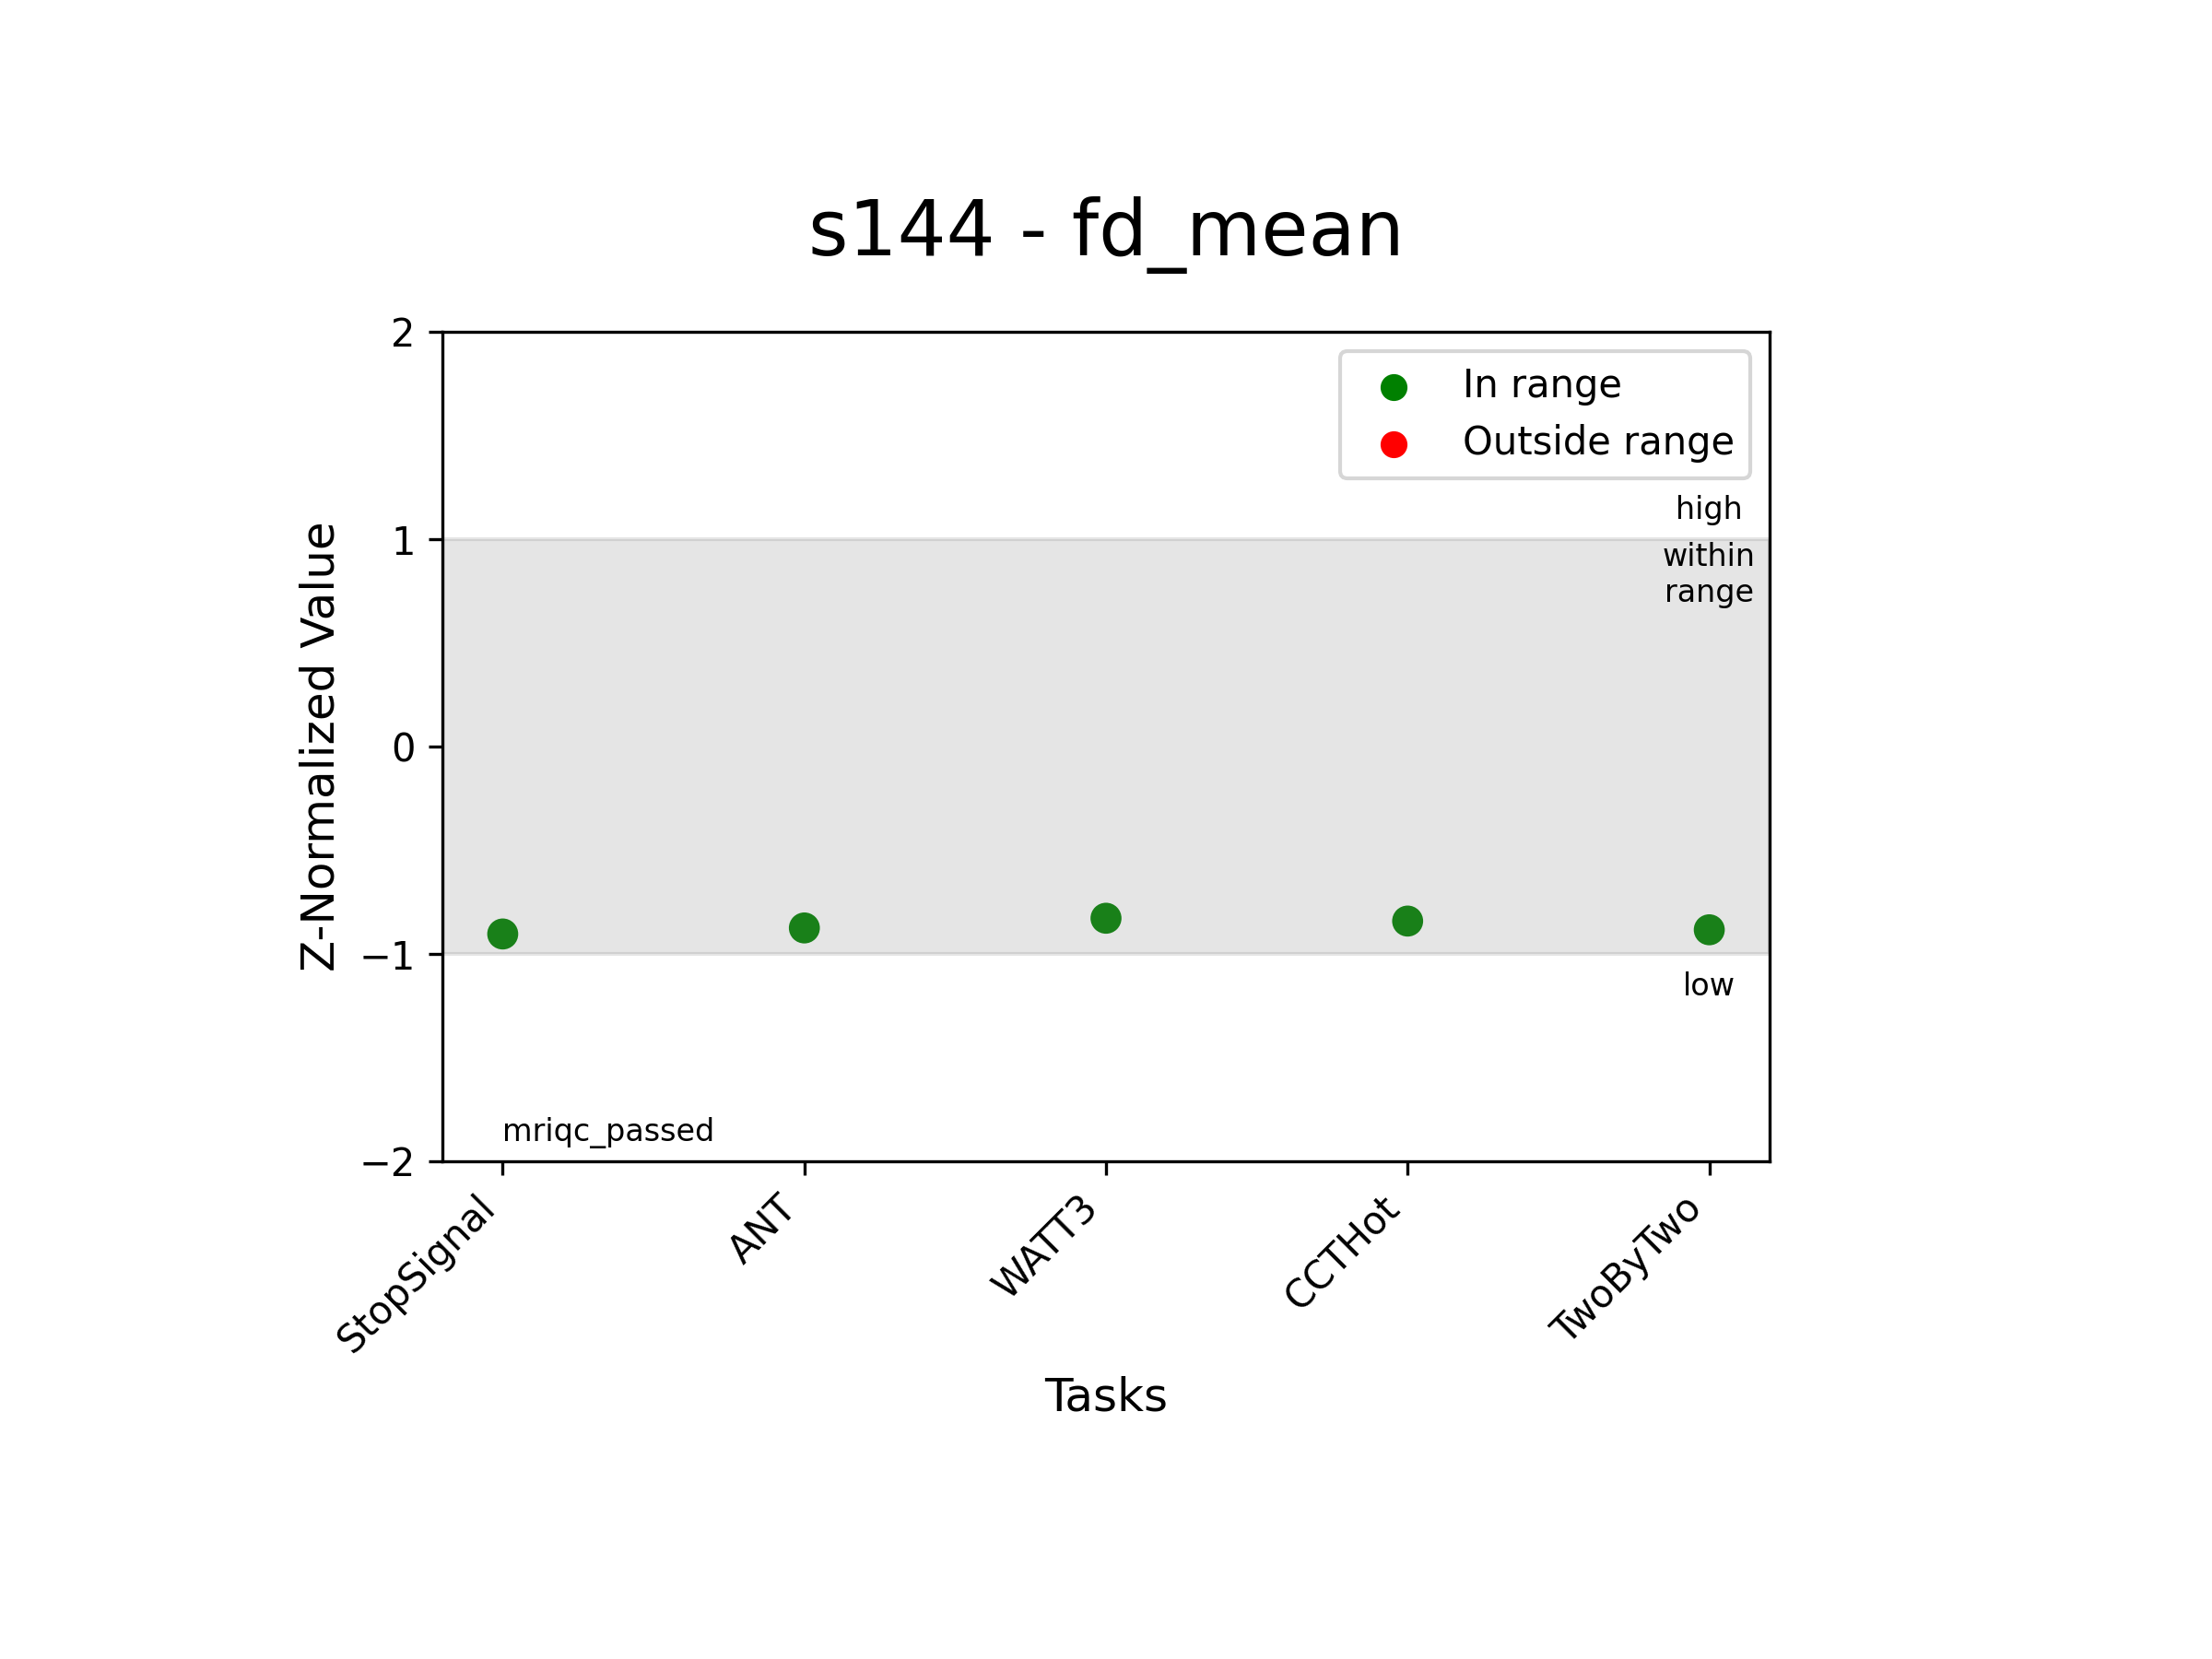 s144 - fd_mean
2
In range
Outside range
high
1
within
range
Z-Normalized Value
0
−1
low
mriqc_passed
−2
StopSignal
ANT
WATT3
CCTHot
TwoByTwo
Tasks